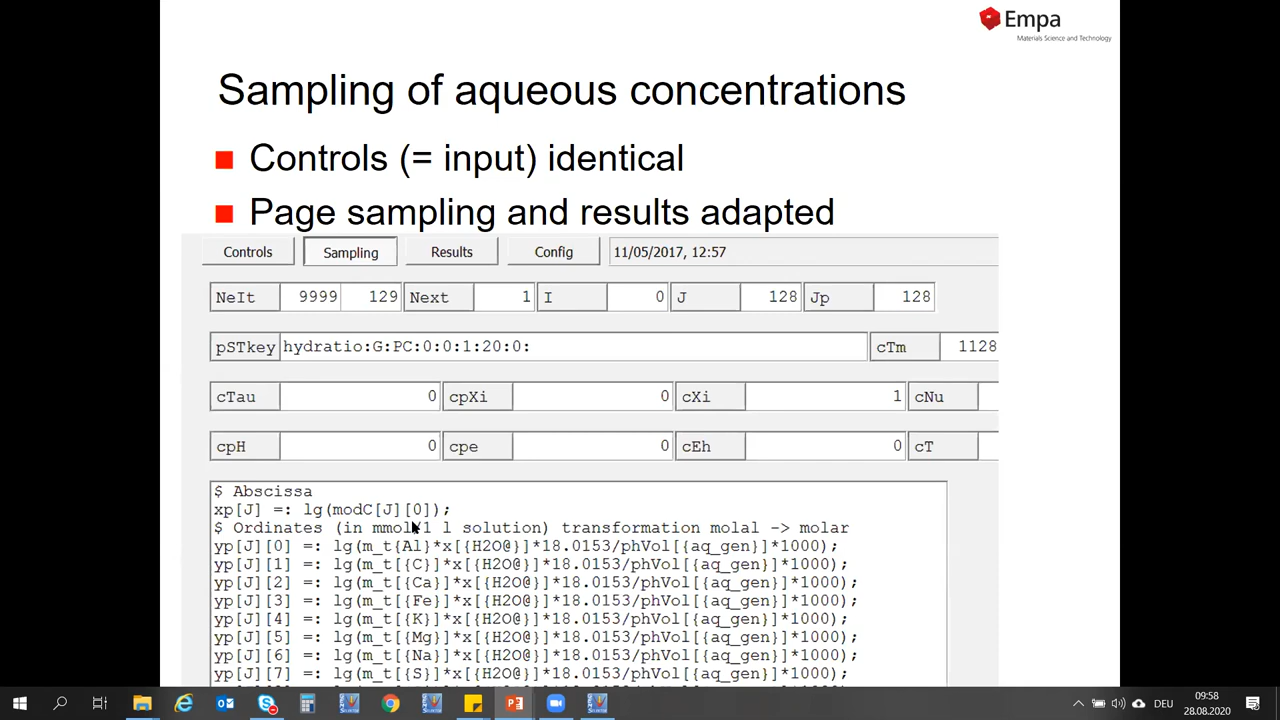 Empa
Materials Science and Technology
Sampling of aqueous concentrations
Controls (= input) identical
Page sampling and results adapted
Controls Sampling Results Config 11/05/2017, 12:57
NeIt 9999 129 Next 1 I 0 J 128 Jp 128
pSTkey hydratio:G:PC:0:0:1:20:0: cTm 1128
cTau 0 cpXi 0 cXi 1 cNu
cpH 0 cpe 0 cEh 0 cT
$ Abscissa
xp[J] =: lg(modC[J][0]);
$ Ordinates (in mmol/1 l solution) transformation molal -> molar
yp[J][0] =: lg(m_t{Al}*x[{H2O@}]*18.0153/phVol[{aq_gen}]*1000);
yp[J][1] =: lg(m_t[{C}]*x[{H2O@}]*18.0153/phVol[{aq_gen}]*1000);
yp[J][2] =: lg(m_t[{Ca}]*x[{H2O@}]*18.0153/phVol[{aq_gen}]*1000);
yp[J][3] =: lg(m_t[{Fe}]*x[{H2O@}]*18.0153/phVol[{aq_gen}]*1000);
yp[J][4] =: lg(m_t[{K}]*x[{H2O@}]*18.0153/phVol[{aq_gen}]*1000);
yp[J][5] =: lg(m_t[{Mg}]*x[{H2O@}]*18.0153/phVol[{aq_gen}]*1000);
yp[J][6] =: lg(m_t[{Na}]*x[{H2O@}]*18.0153/phVol[{aq_gen}]*1000);
yp[J][7] =: lg(m_t[{S}]*x[{H2O@}]*18.0153/phVol[{aq_gen}]*1000);
DEU
09:58
28.08.2020